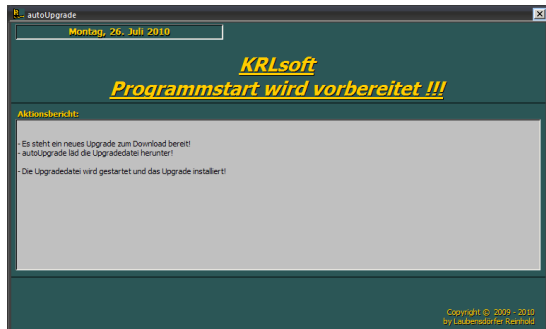 autoUpgrade
Montag, 26. Juli 2010
KRLsoft
Programmstart wird vorbereitet !!!
Aktionsbericht:
- Es steht ein neues Upgrade zum Download bereit!
- autoUpgrade läd die Upgradedatei herunter!
- Die Upgradedatei wird gestartet und das Upgrade installiert!
Copyright © 2009 - 2010
by Laubensdörfer Reinhold